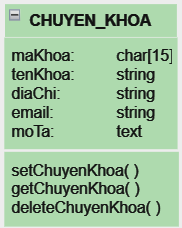 CHUYEN_KHOA
maKhoa: char[15]
tenKhoa: string
diaChi: string
email: string
moTa: text
setChuyenKhoa( )
getChuyenKhoa( )
deleteChuyenKhoa( )